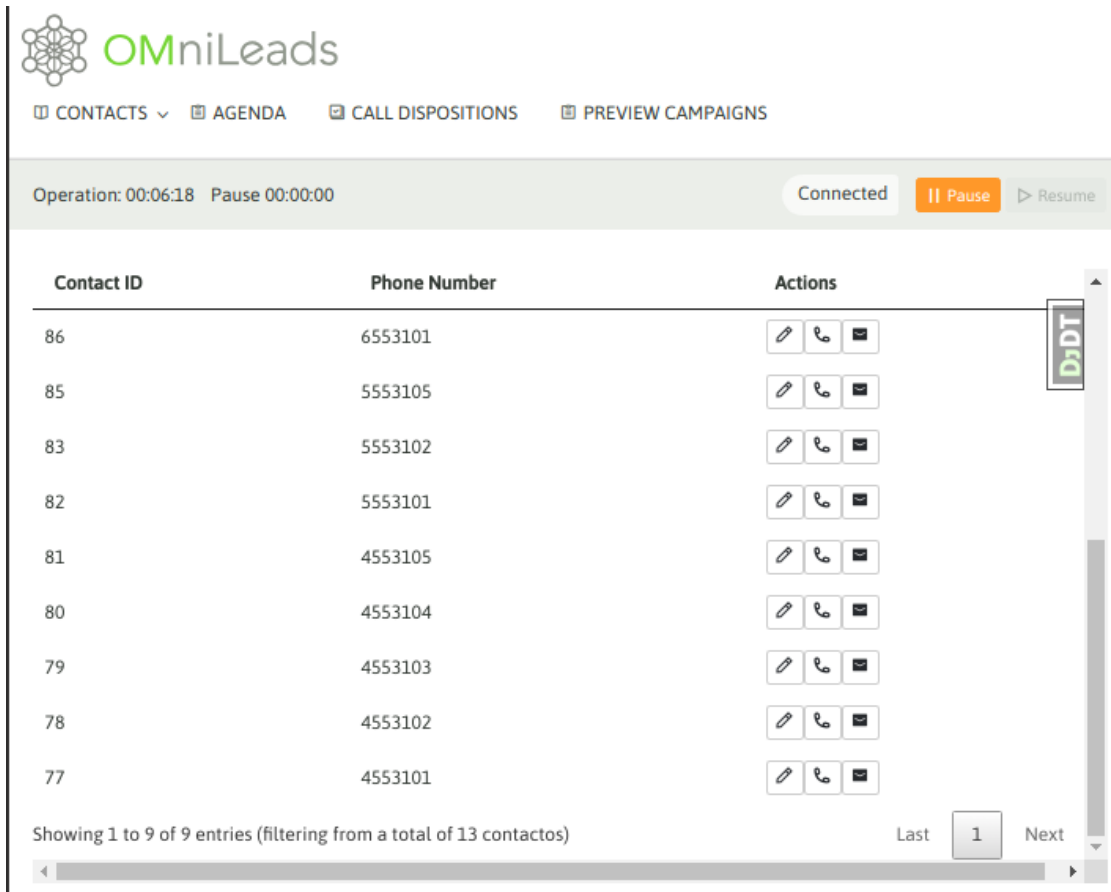 OMniLeads
CONTACTS AGENDA CALL DISPOSITIONS PREVIEW CAMPAIGNS
Operation: 00:06:18 Pause 00:00:00 Connected Pause Resume
Contact ID Phone Number Actions
DJDT
86 6553101
85 5553105
83 5553102
82 5553101
81 4553105
80 4553104
79 4553103
78 4553102
77 4553101
Showing 1 to 9 of 9 entries (filtering from a total of 13 contactos) Last 1 Next